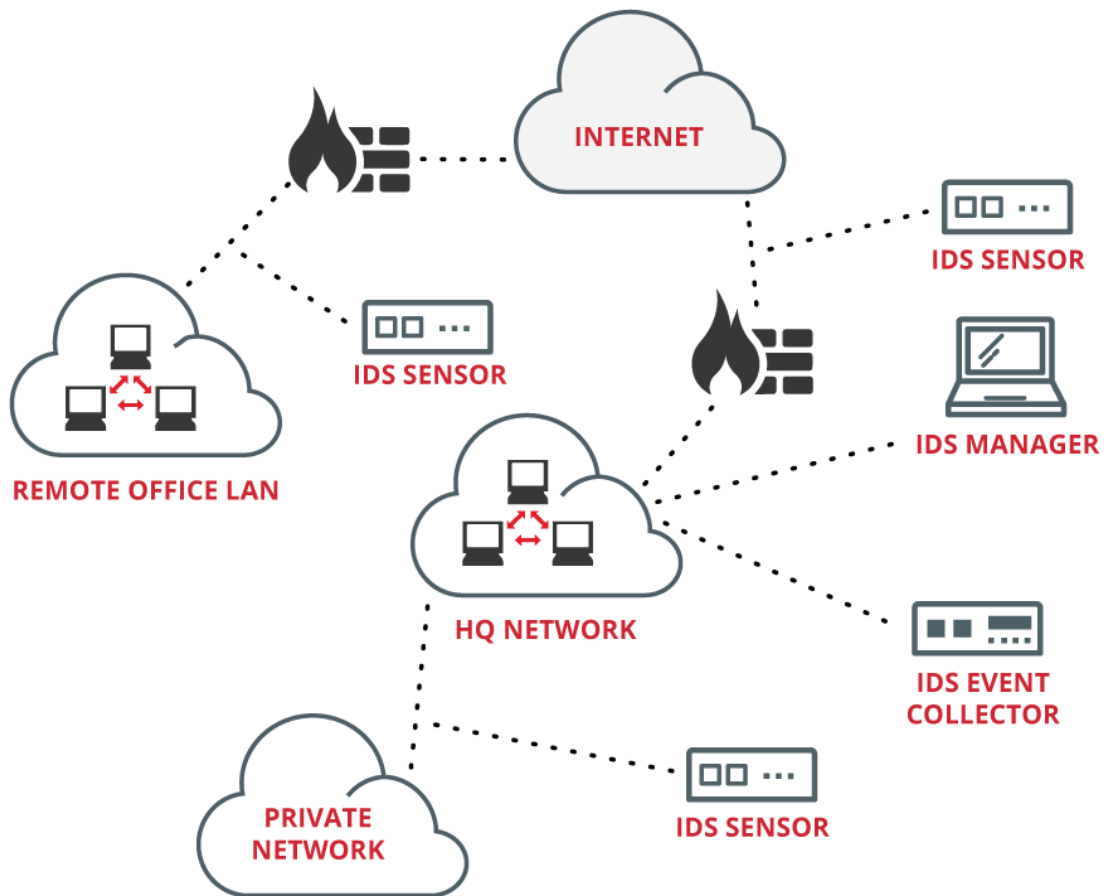 INTERNET
IDS SENSOR
IDS SENSOR
IDS MANAGER
REMOTE OFFICE LAN
HQ NETWORK
IDS EVENT
COLLECTOR
PRIVATE
NETWORK
IDS SENSOR